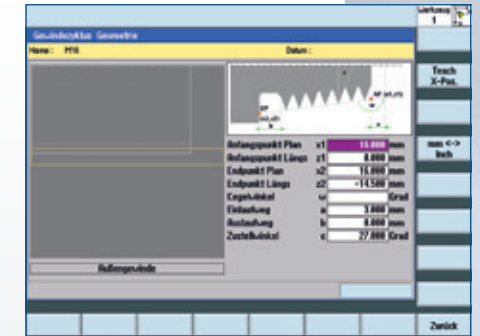 Werkzeug
1
Gewindezyklus Geometrie
Name: M16 Datum:
Teach
X-Pos.
mm <->
Inch
Anfangspunkt Plan x1 16.000 mm
Anfangspunkt Längs z1 0.000 mm
Endpunkt Plan x2 16.000 mm
Endpunkt Längs z2 -14.500 mm
Kegelwinkel w Grad
Einlaufweg a 3.000 mm
Auslaufweg b 0.000 mm
Zustellwinkel e 27.000 Grad
Außengewinde
Zurück